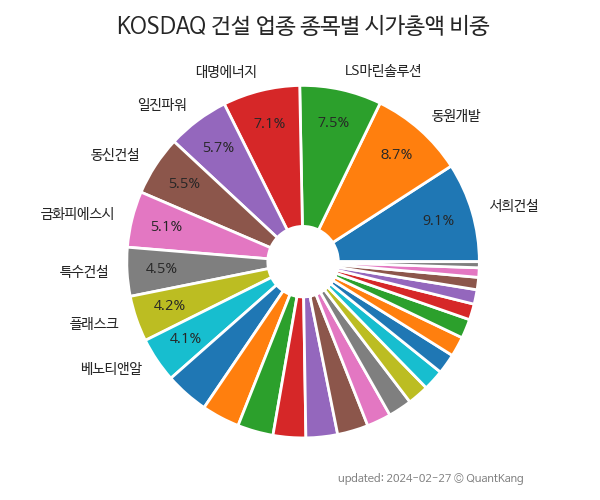 KOSDAQ 건설 업종 종목별 시가총액 비중
서희건설
9.1%
동원개발
8.7%
LS마린솔루션
7.5%
대명에너지
7.1%
일진파워
5.7%
동신건설
5.5%
금화피에스시
5.1%
특수건설
4.5%
플래스크
4.2%
베노티앤알
4.1%
updated: 2024-02-27 © QuantKang